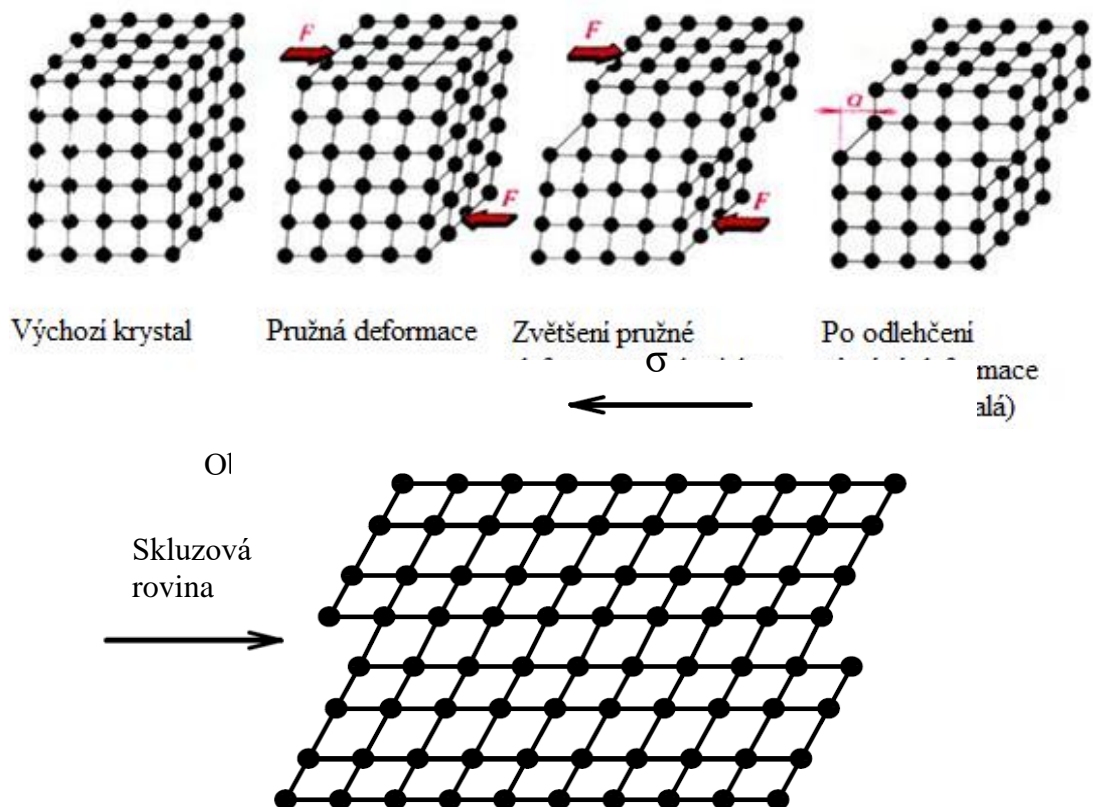 F
F
F
F
a
Výchozí krystal
Pružná deformace
Zvětšení pružné
Po odlehčení
σ
mace
alá)
Skluzová
rovina